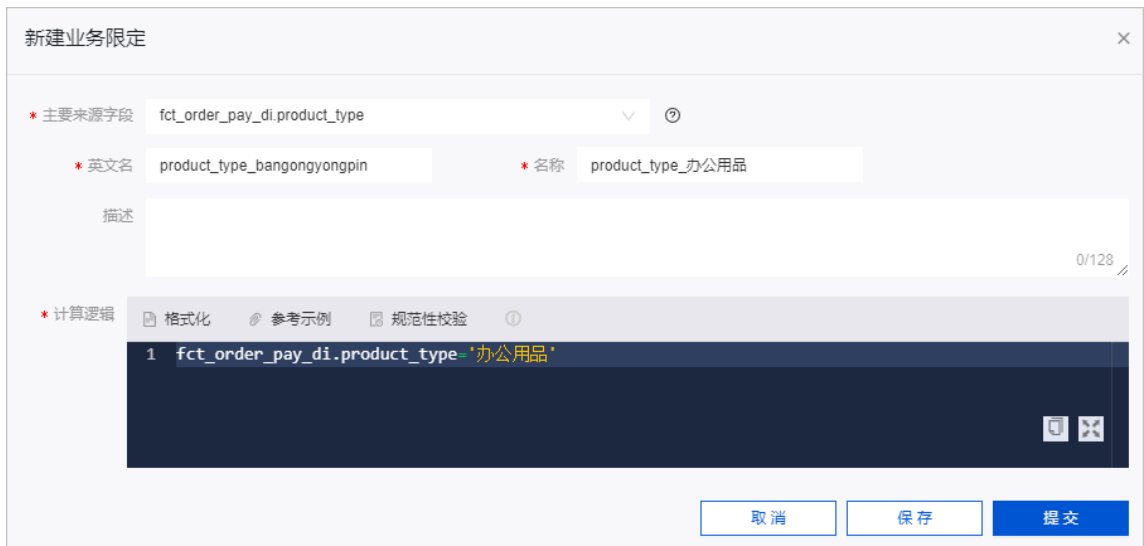 新建业务限定
* 主要来源字段 fct_order_pay_di.product_type
* 英文名 product_type_bangongyongpin * 名称 product_type_办公用品
描述
0/128
* 计算逻辑 格式化 参考示例 规范性校验
1 fct_order_pay_di.product_type='办公用品'
取消 保存 提交